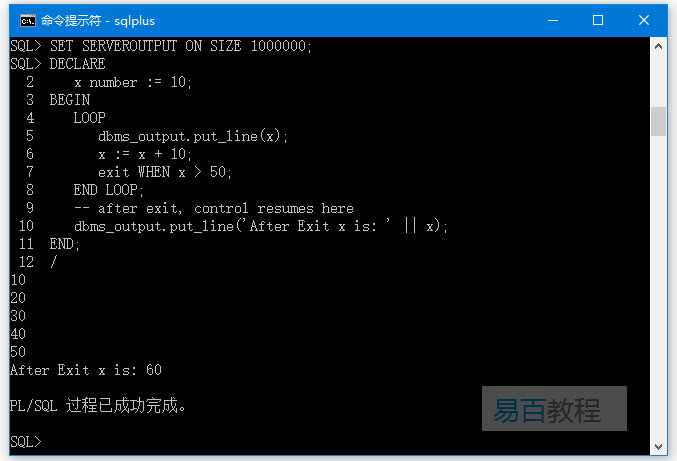 命令提示符 - sqlplus
SQL> SET SERVEROUTPUT ON SIZE 1000000;
SQL> DECLARE
  2     x number := 10;
  3  BEGIN
  4     LOOP
  5        dbms_output.put_line(x);
  6        x := x + 10;
  7        exit WHEN x > 50;
  8     END LOOP;
  9     -- after exit, control resumes here
 10     dbms_output.put_line('After Exit x is: ' || x);
 11  END;
 12  /
10
20
30
40
50
After Exit x is: 60
PL/SQL 过程已成功完成。
易百教程
SQL>